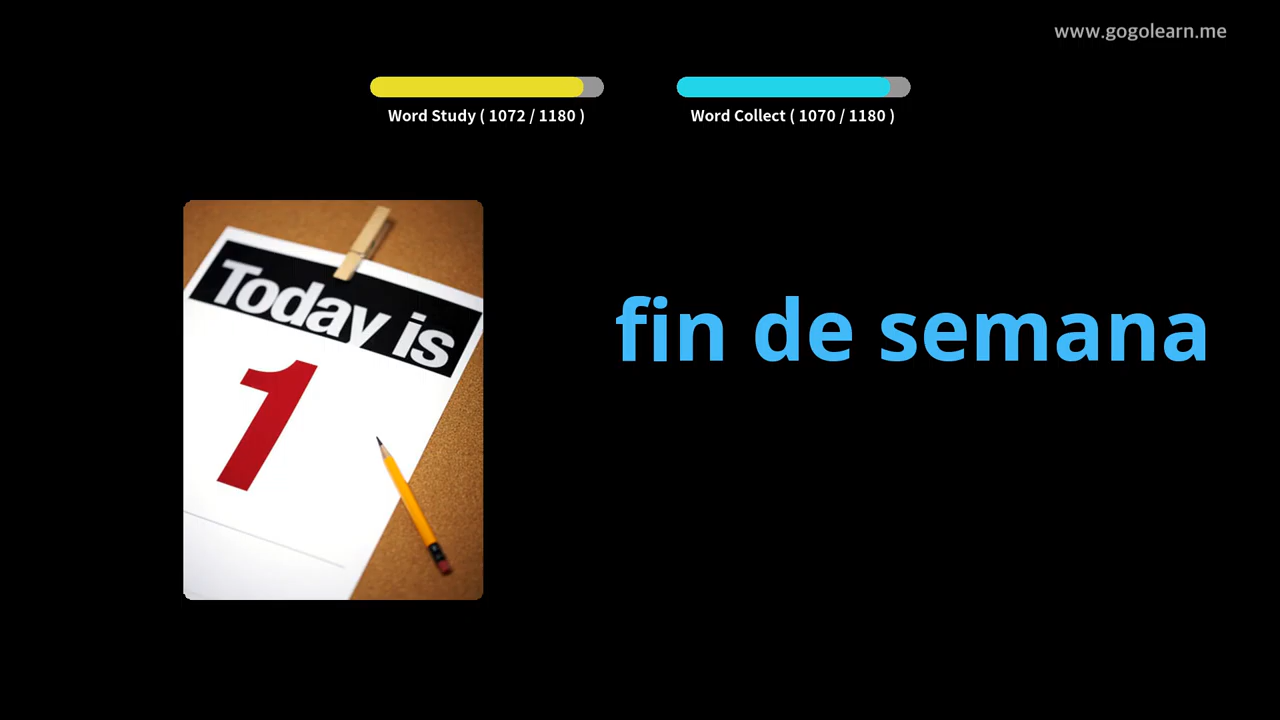 www.gogolearn.me
Word Study ( 1072 / 1180 )
Word Collect ( 1070 / 1180 )
Today is
1
fin de semana